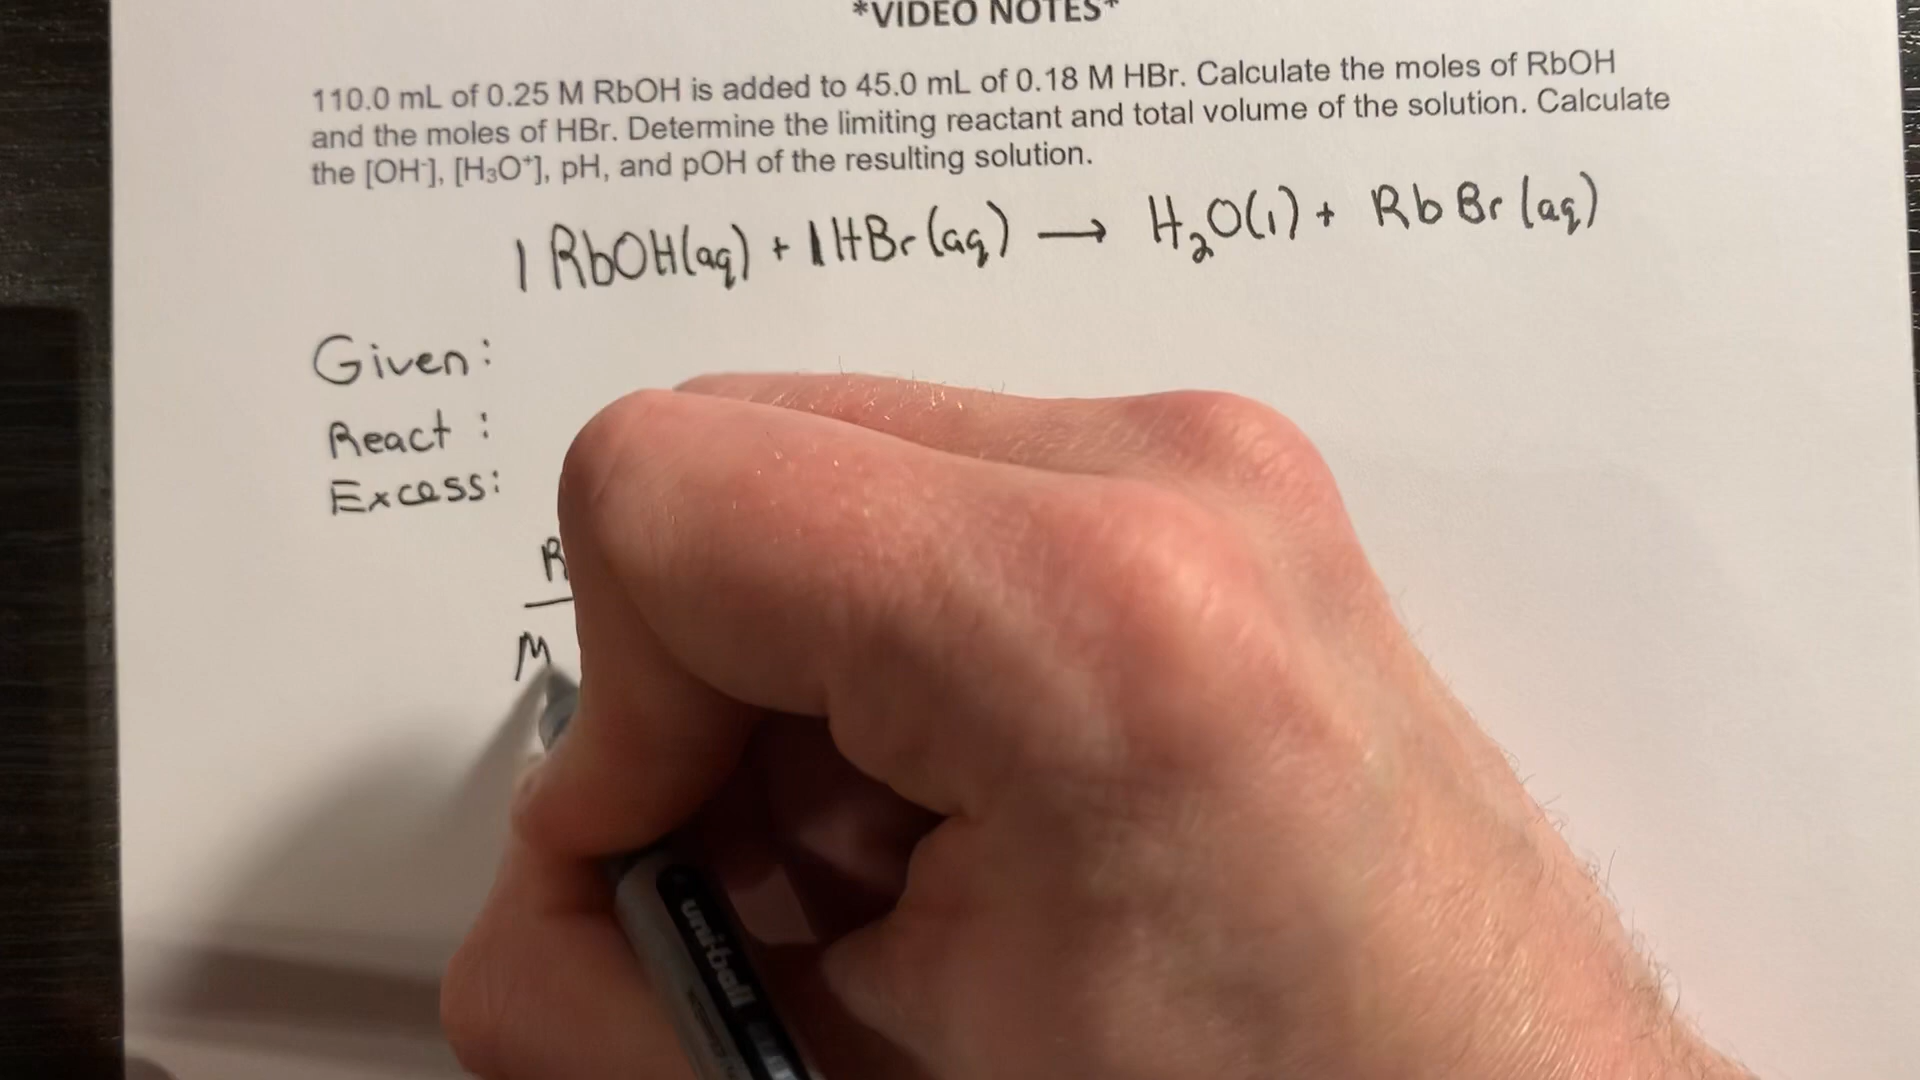 *VIDEO NOTES*
110.0 mL of 0.25 M RbOH is added to 45.0 mL of 0.18 M HBr. Calculate the moles of RbOH
and the moles of HBr. Determine the limiting reactant and total volume of the solution. Calculate
the [OH-], [H₃O⁺], pH, and pOH of the resulting solution.
1 RbOH(aq) + 1 HBr (aq) → H₂O(l) + RbBr (aq)
Given:
React :
Excess:
R
M
uni-ball